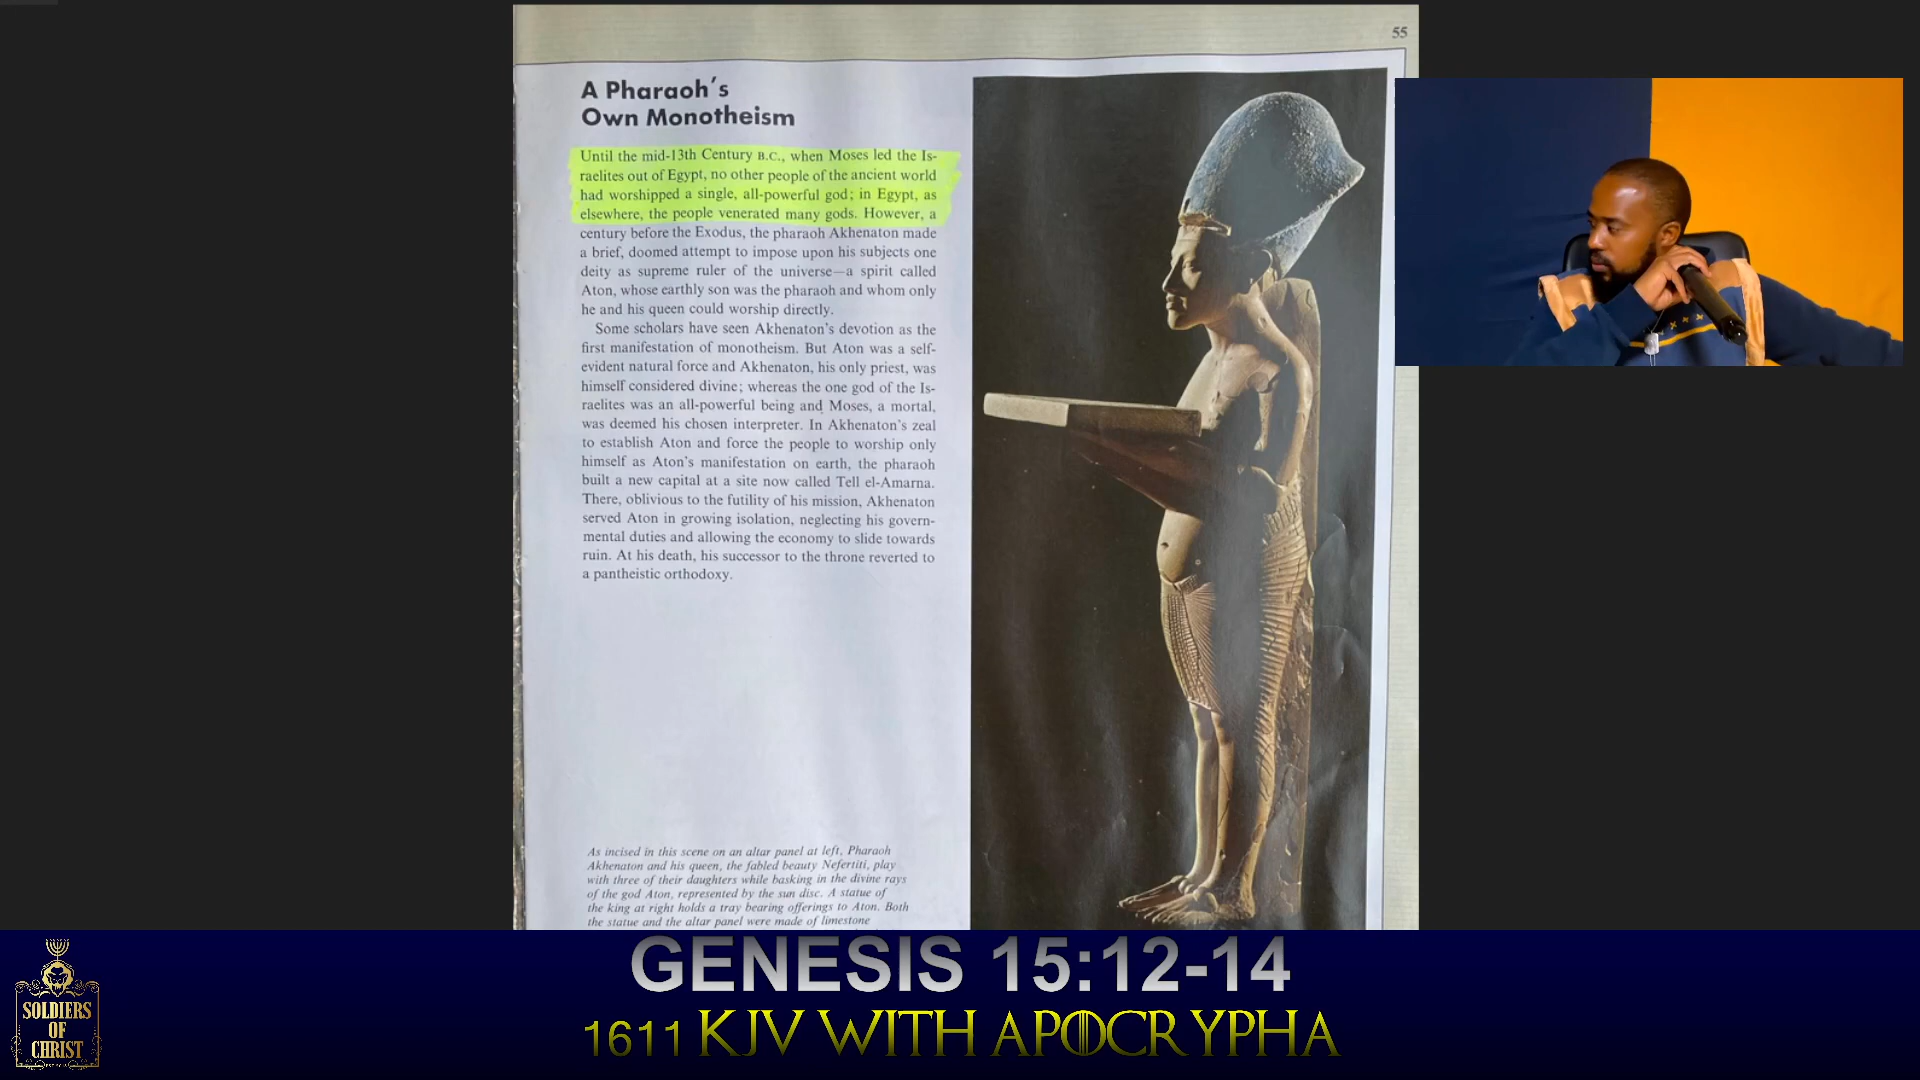 55
A Pharaoh's
Own Monotheism
Until the mid-13th Century B.C., when Moses led the Is-
raelites out of Egypt, no other people of the ancient world
had worshipped a single, all-powerful god; in Egypt, as
elsewhere, the people venerated many gods. However, a
century before the Exodus, the pharaoh Akhenaton made
a brief, doomed attempt to impose upon his subjects one
deity as supreme ruler of the universe—a spirit called
Aton, whose earthly son was the pharaoh and whom only
he and his queen could worship directly.
Some scholars have seen Akhenaton's devotion as the
first manifestation of monotheism. But Aton was a self-
evident natural force and Akhenaton, his only priest, was
himself considered divine; whereas the one god of the Is-
raelites was an all-powerful being and Moses, a mortal,
was deemed his chosen interpreter. In Akhenaton's zeal
to establish Aton and force the people to worship only
himself as Aton's manifestation on earth, the pharaoh
built a new capital at a site now called Tell el-Amarna.
There, oblivious to the futility of his mission, Akhenaton
served Aton in growing isolation, neglecting his govern-
mental duties and allowing the economy to slide towards
ruin. At his death, his successor to the throne reverted to
a pantheistic orthodoxy.
As incised in this scene on an altar panel at left, Pharaoh
Akhenaton and his queen, the fabled beauty Nefertiti, play
with three of their daughters while basking in the divine rays
of the god Aton, represented by the sun disc. A statue of
the king at right holds a tray bearing offerings to Aton. Both
the statue and the altar panel were made of limestone
GENESIS 15:12-14
1611 KJV WITH APOCRYPHA
SOLDIERS
OF
CHRIST